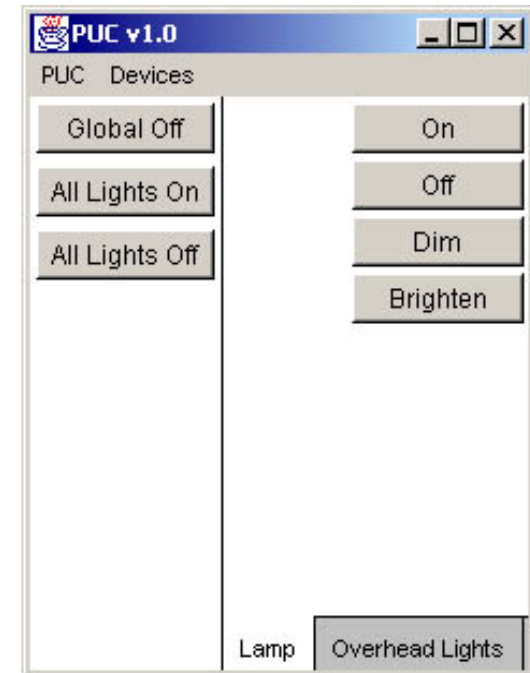 PUC v1.0
PUC Devices
Global Off
All Lights On
All Lights Off
On
Off
Dim
Brighten
Lamp
Overhead Lights